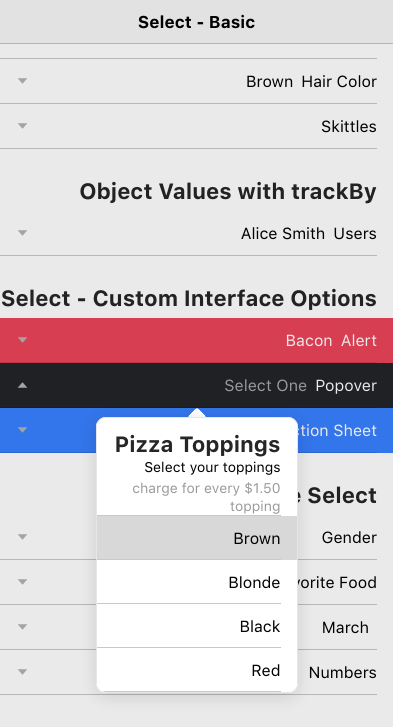 Select - Basic
Brown Hair Color
Skittles
Object Values with trackBy
Alice Smith Users
Select - Custom Interface Options
Bacon Alert
Select One Popover
ction Sheet
Pizza Toppings
Select your toppings
charge for every $1.50
topping
e Select
Brown
Gender
Blonde
vorite Food
Black
March
Red
Numbers